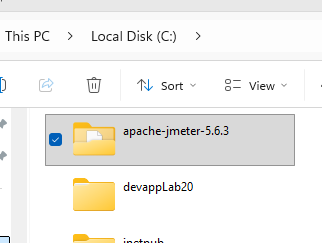 This PC > Local Disk (C:) >
Sort View
apache-jmeter-5.6.3
devappLab20